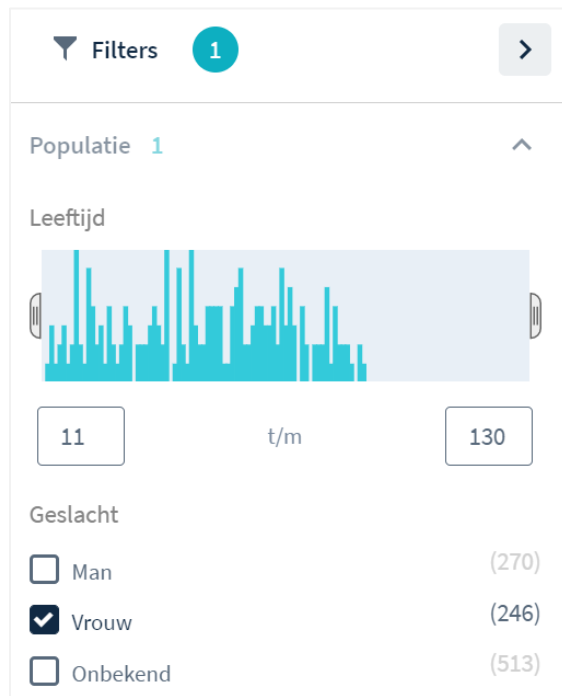 Filters 1
Populatie 1
Leeftijd
11 t/m 130
Geslacht
Man (270)
Vrouw (246)
Onbekend (513)